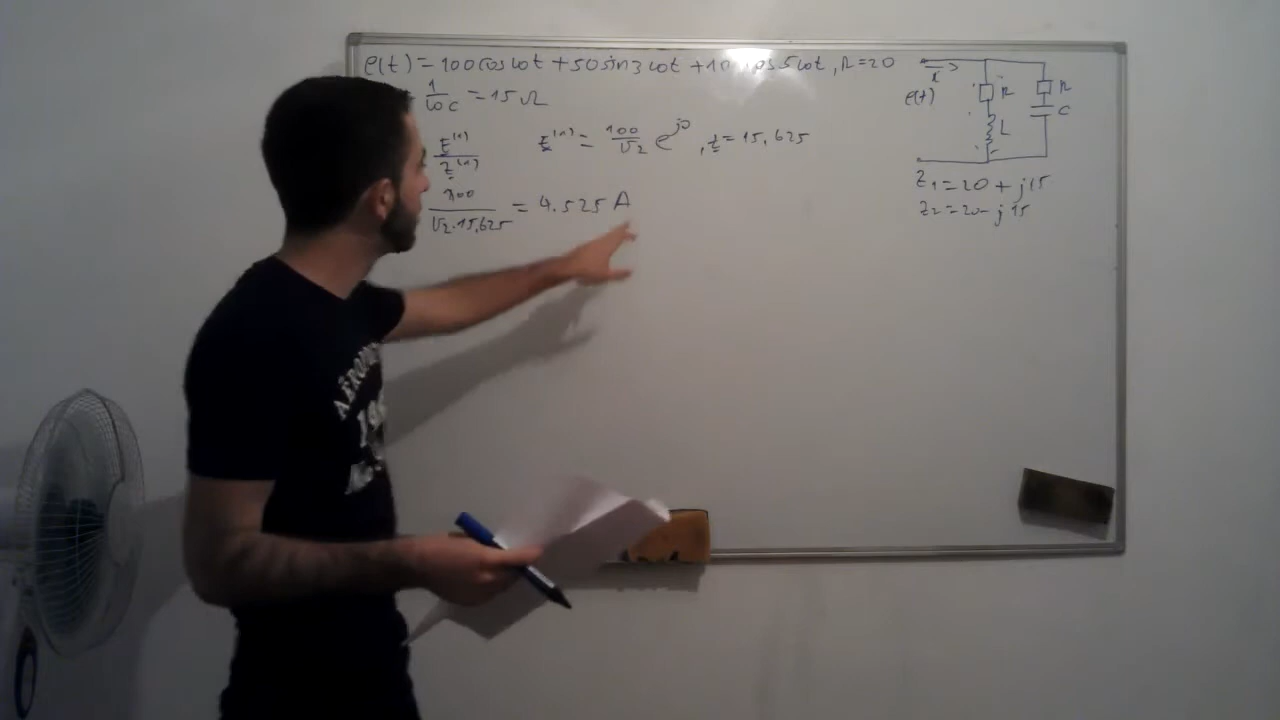 e(t) = 100 cos ωt + 50 sin 3ωt + 10 cos 5ωt, R = 20
1/ωC = 15 Ω
E⁽¹⁾/Z⁽¹⁾
E⁽¹⁾ = 100/√2 e^j0, Z = 15,625
100/(√2·15,625) = 4.525 A
e(t)
R
R
C
L
Z1 = 20 + j15
Z2 = 20 - j15